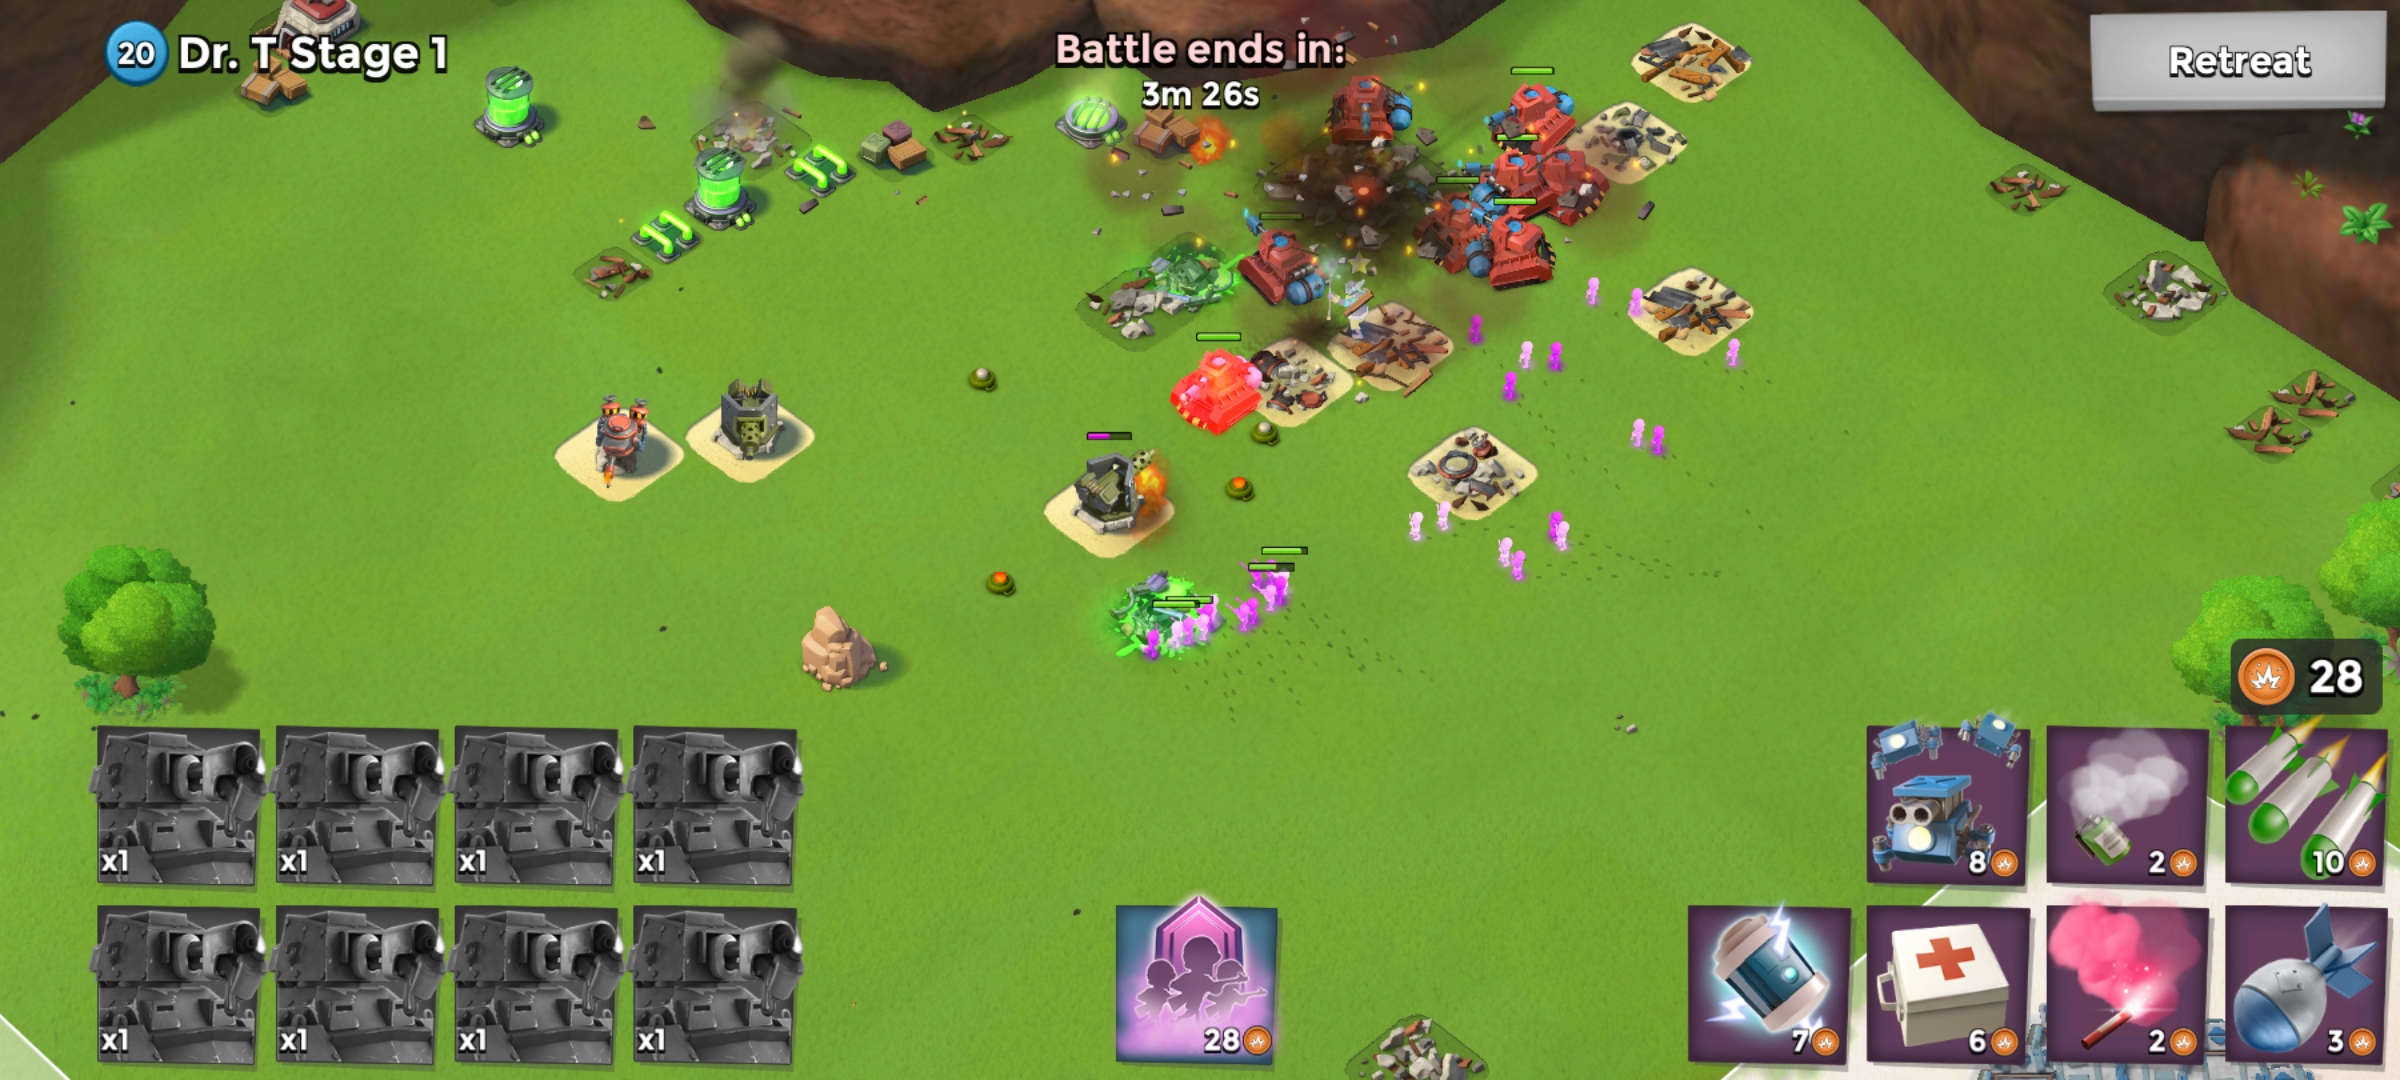 20 Dr. T Stage 1
Battle ends in:
3m 26s
Retreat
28
x1 x1 x1 x1
8 2 10
x1 x1 x1 x1
28
7 6 2 3